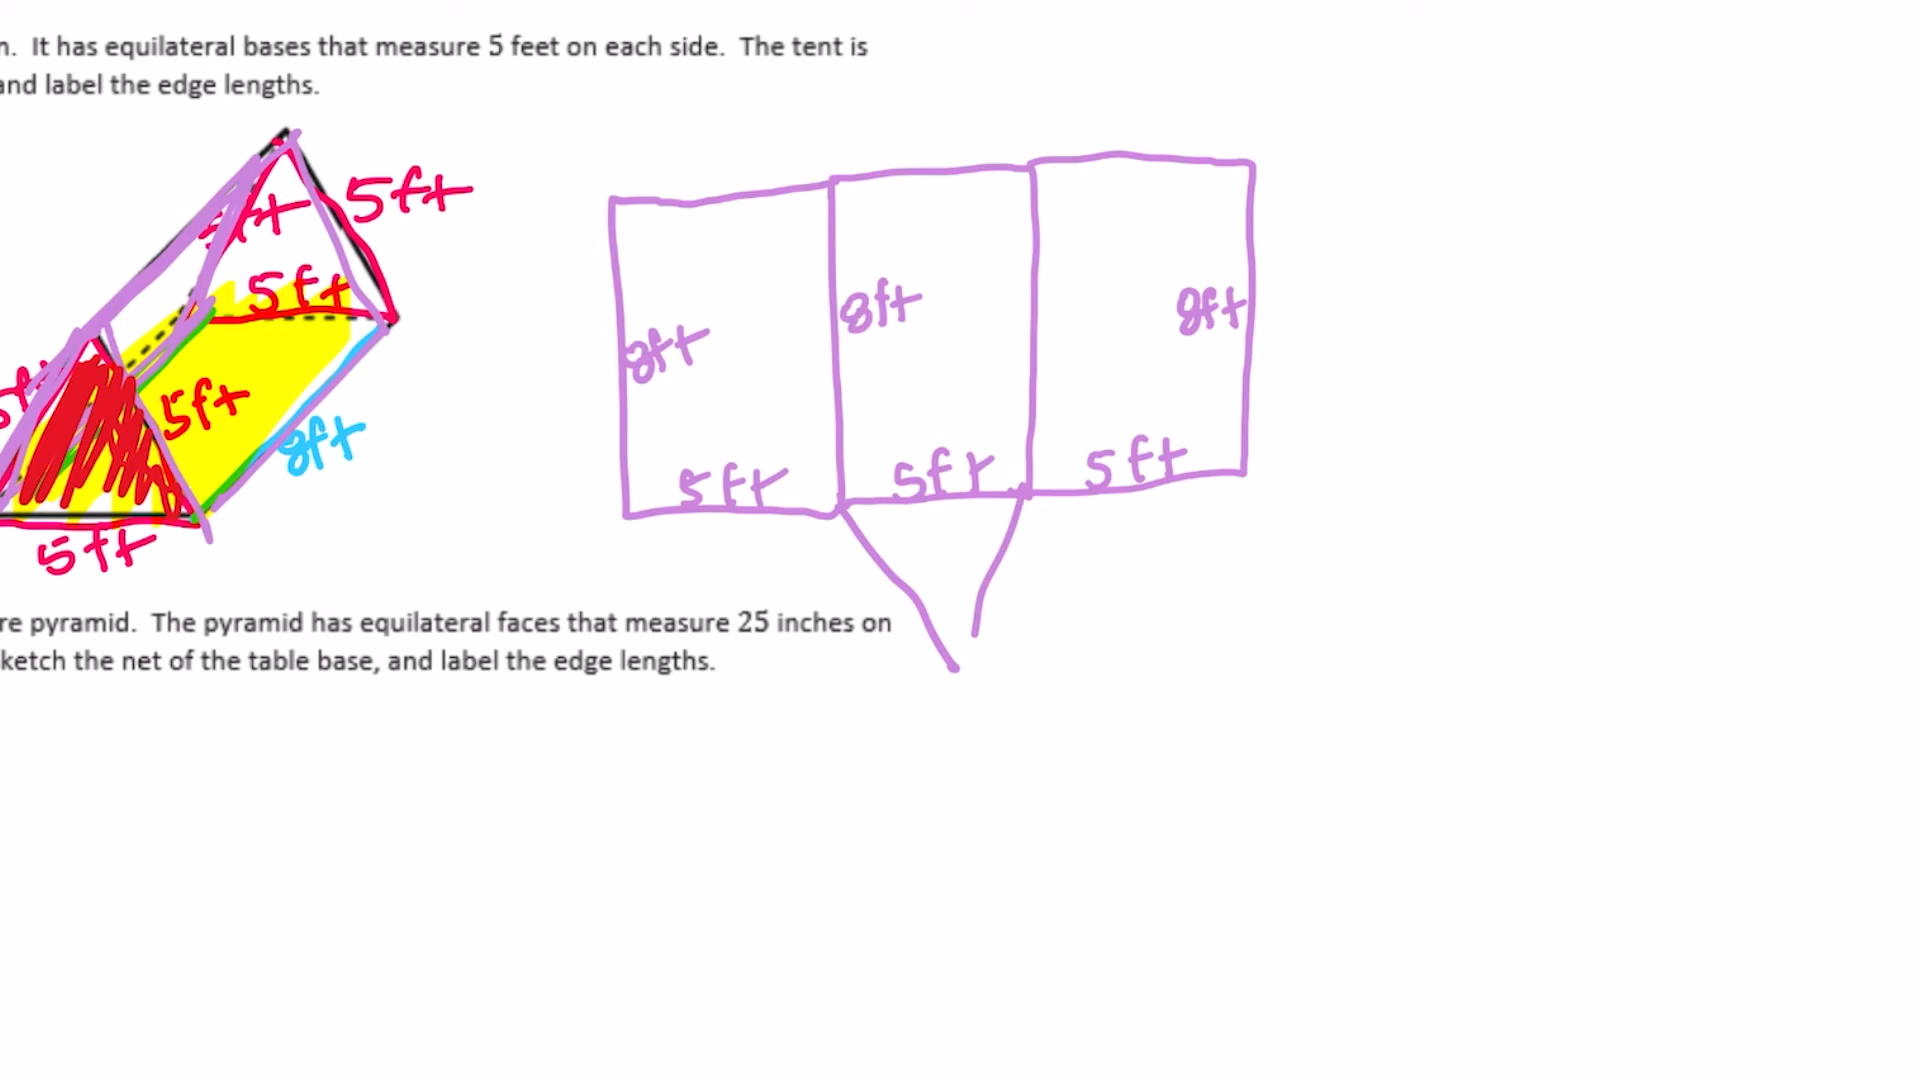 n. It has equilateral bases that measure 5 feet on each side. The tent is
and label the edge lengths.
5ft
5ft
5ft
5ft
8ft
5ft
8ft
8ft
8ft
5ft
5ft
5ft
re pyramid. The pyramid has equilateral faces that measure 25 inches on
ketch the net of the table base, and label the edge lengths.